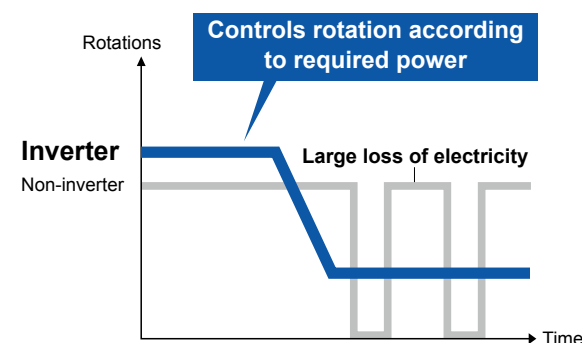 Controls rotation according
to required power
Rotations
Inverter
Large loss of electricity
Non-inverter
Time